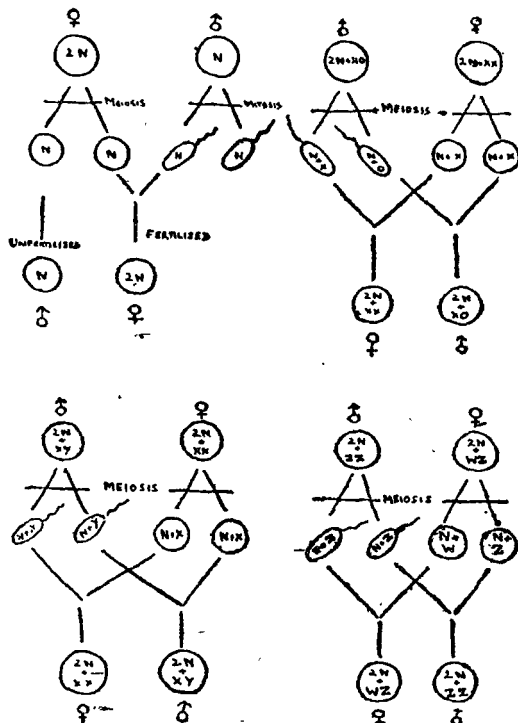 ♀ ♂ ♂ ♀
2N N 2N+XO 2N+XX
MEIOSIS MITOSIS MEIOSIS
N N N N N+X N+O N+X N+X
UNFERTILISED FERTILISED
N 2N 2N + XX 2N + XO
♂ ♀ ♀ ♂
♂ ♀ ♂ ♀
2N + XY 2N + XX 2N + ZZ 2N + WZ
MEIOSIS MEIOSIS
N+Y N+X N+X N+Z N+W N+Z
2N + XX 2N + XY 2N + WZ 2N + ZZ
♀ ♂ ♀ ♂